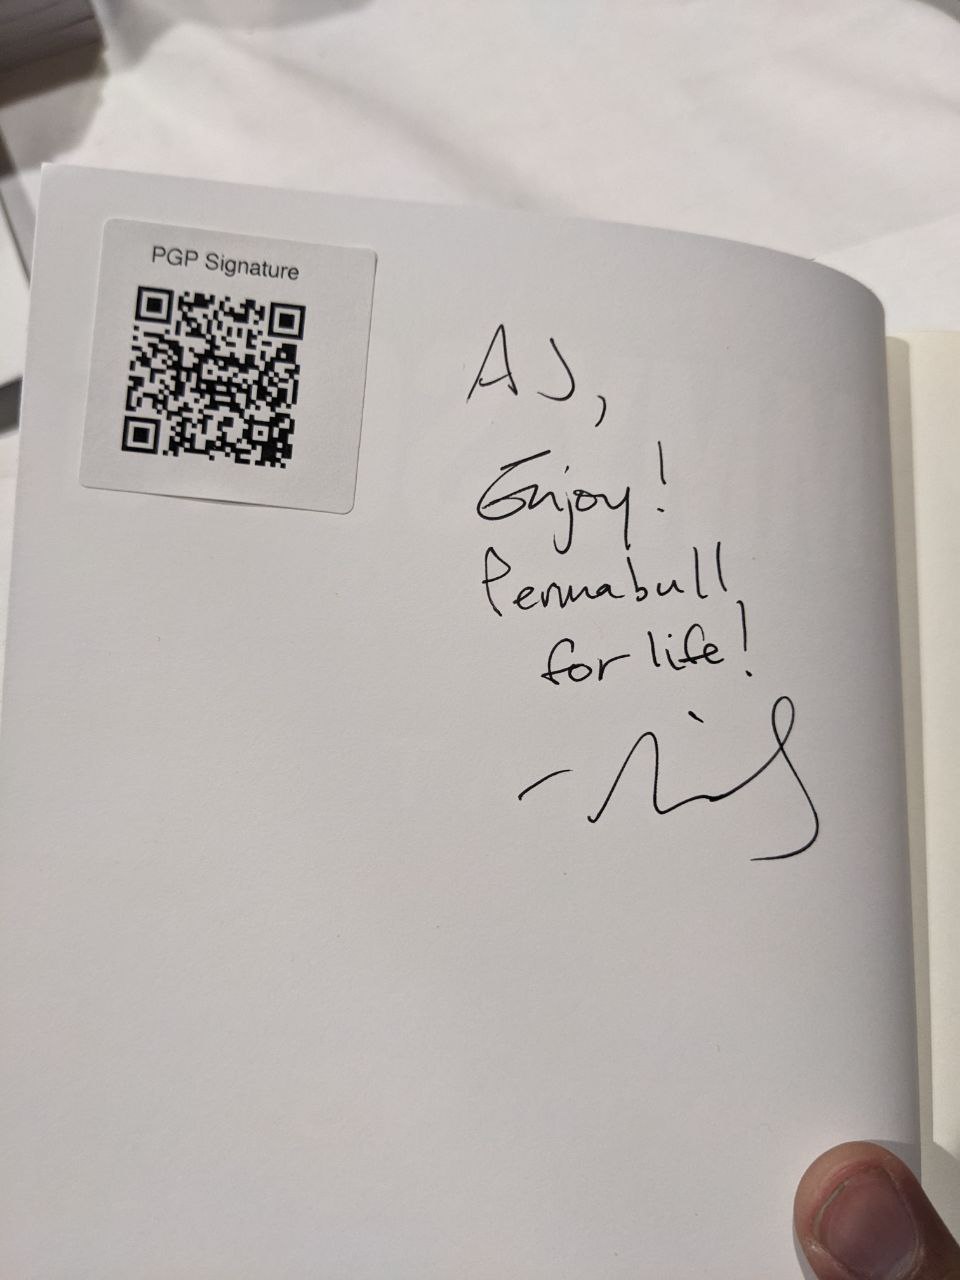 PGP Signature
AJ,
Enjoy!
Permabull
for life!